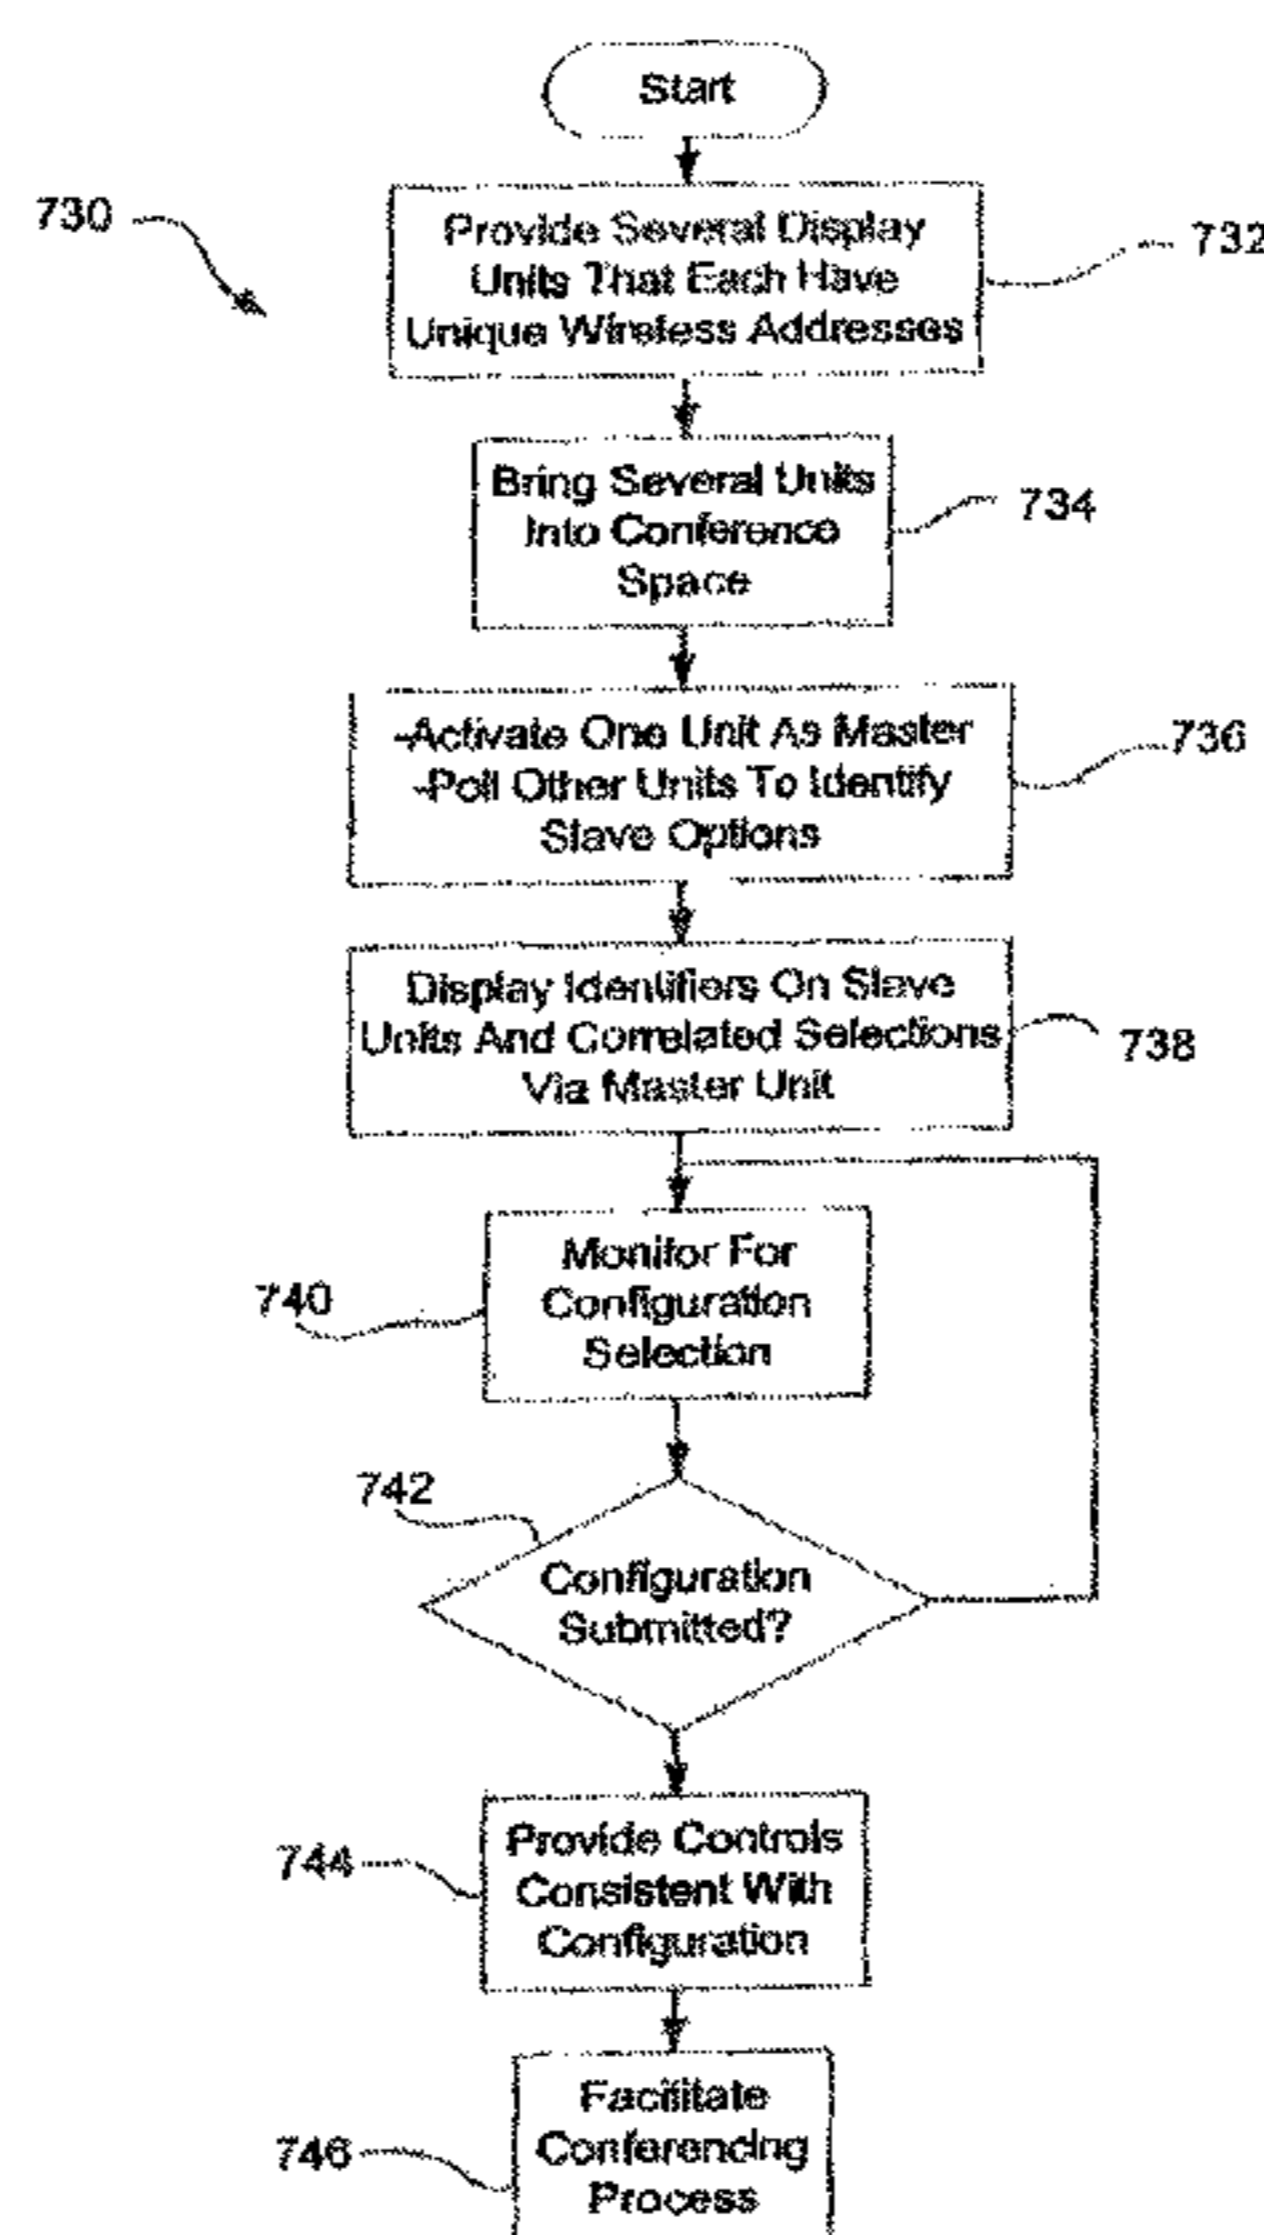 Start
730
Provide Several Display
Units That Each Have
Unique Wireless Addresses
732
Bring Several Units
Into Conference
Space
734
-Activate One Unit As Master
-Poll Other Units To Identify
Slave Options
736
Display Identifiers On Slave
Units And Correlated Selections
Via Master Unit
738
Monitor For
Configuration
Selection
740
742
Configuration
Submitted?
744
Provide Controls
Consistent With
Configuration
746
Facilitate
Conferencing
Process